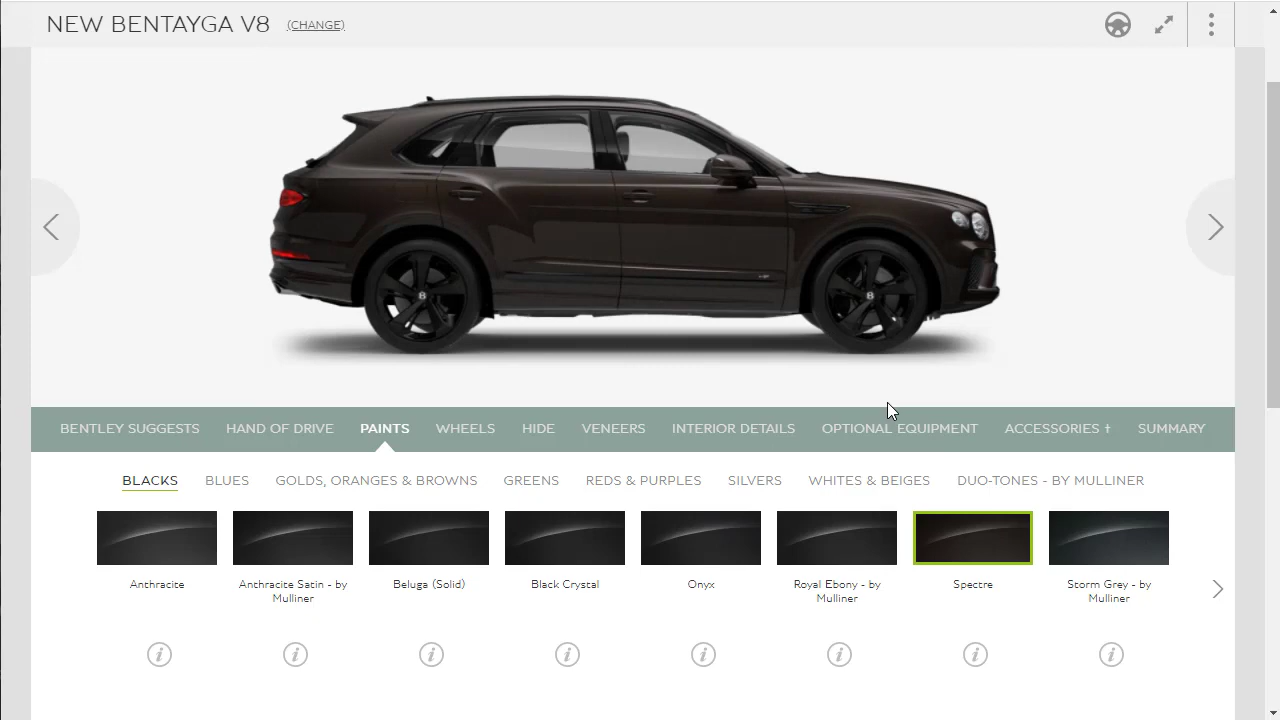 NEW BENTAYGA V8 (CHANGE)
BENTLEY SUGGESTS HAND OF DRIVE PAINTS WHEELS HIDE VENEERS INTERIOR DETAILS OPTIONAL EQUIPMENT ACCESSORIES † SUMMARY
BLACKS BLUES GOLDS, ORANGES & BROWNS GREENS REDS & PURPLES SILVERS WHITES & BEIGES DUO-TONES - BY MULLINER
Anthracite
Anthracite Satin - by
Mulliner
Beluga (Solid)
Black Crystal
Onyx
Royal Ebony - by
Mulliner
Spectre
Storm Grey - by
Mulliner
i i i i i i i i